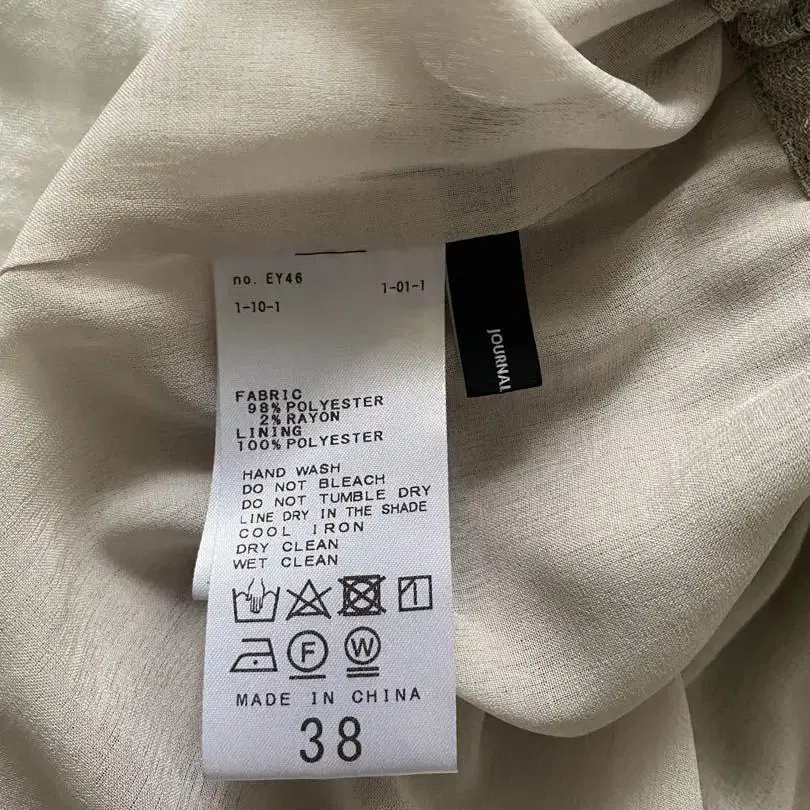 no. EY46
1-01-1
1-10-1
JOURNAL
FABRIC
98% POLYESTER
2% RAYON
LINING
100% POLYESTER
HAND WASH
DO NOT BLEACH
DO NOT TUMBLE DRY
LINE DRY IN THE SHADE
COOL IRON
DRY CLEAN
WET CLEAN
F
W
MADE IN CHINA
38